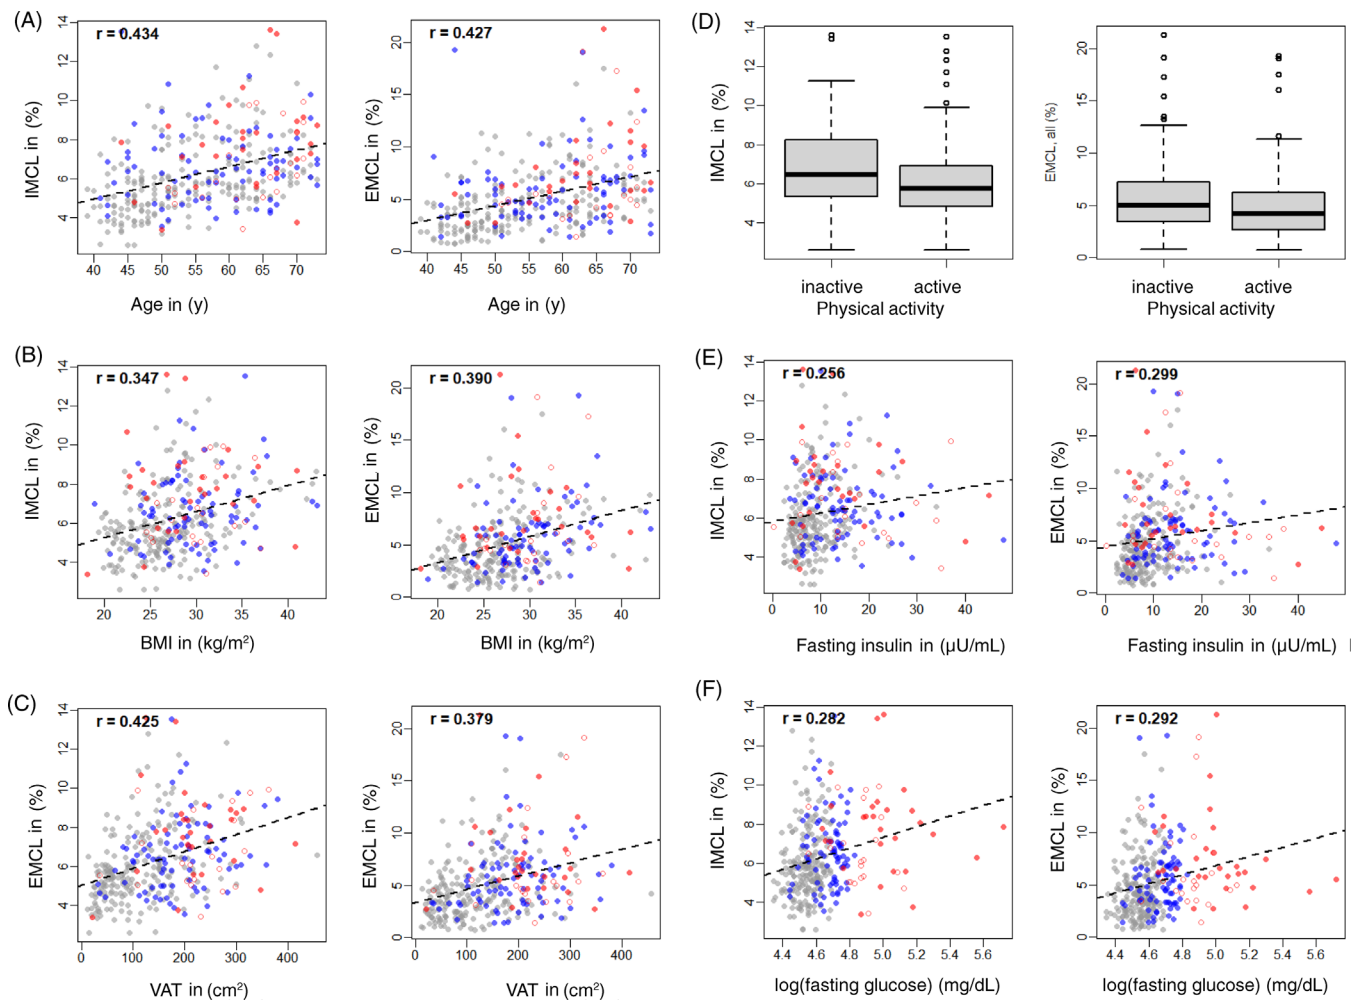 (A)
r = 0.434
IMCL in (%)
4 6 8 10 12 14
40 45 50 55 60 65 70
Age in (y)
r = 0.427
EMCL in (%)
0 5 10 15 20
40 45 50 55 60 65 70
Age in (y)
(D)
IMCL in (%)
4 6 8 10 12 14
inactive active
Physical activity
EMCL, all (%)
0 5 10 15 20
inactive active
Physical activity
(B)
r = 0.347
IMCL in (%)
4 6 8 10 12 14
20 25 30 35 40
BMI in (kg/m²)
r = 0.390
EMCL in (%)
0 5 10 15 20
20 25 30 35 40
BMI in (kg/m²)
(E)
r = 0.256
IMCL in (%)
4 6 8 10 12 14
0 10 20 30 40
Fasting insulin in (µU/mL)
r = 0.299
EMCL in (%)
0 5 10 15 20
0 10 20 30 40
Fasting insulin in (µU/mL)
(C)
r = 0.425
EMCL in (%)
4 6 8 10 12 14
0 100 200 300 400
VAT in (cm²)
r = 0.379
EMCL in (%)
0 5 10 15 20
0 100 200 300 400
VAT in (cm²)
(F)
r = 0.282
IMCL in (%)
4 6 8 10 12 14
4.4 4.6 4.8 5.0 5.2 5.4 5.6
log(fasting glucose) (mg/dL)
r = 0.292
EMCL in (%)
0 5 10 15 20
4.4 4.6 4.8 5.0 5.2 5.4 5.6
log(fasting glucose) (mg/dL)